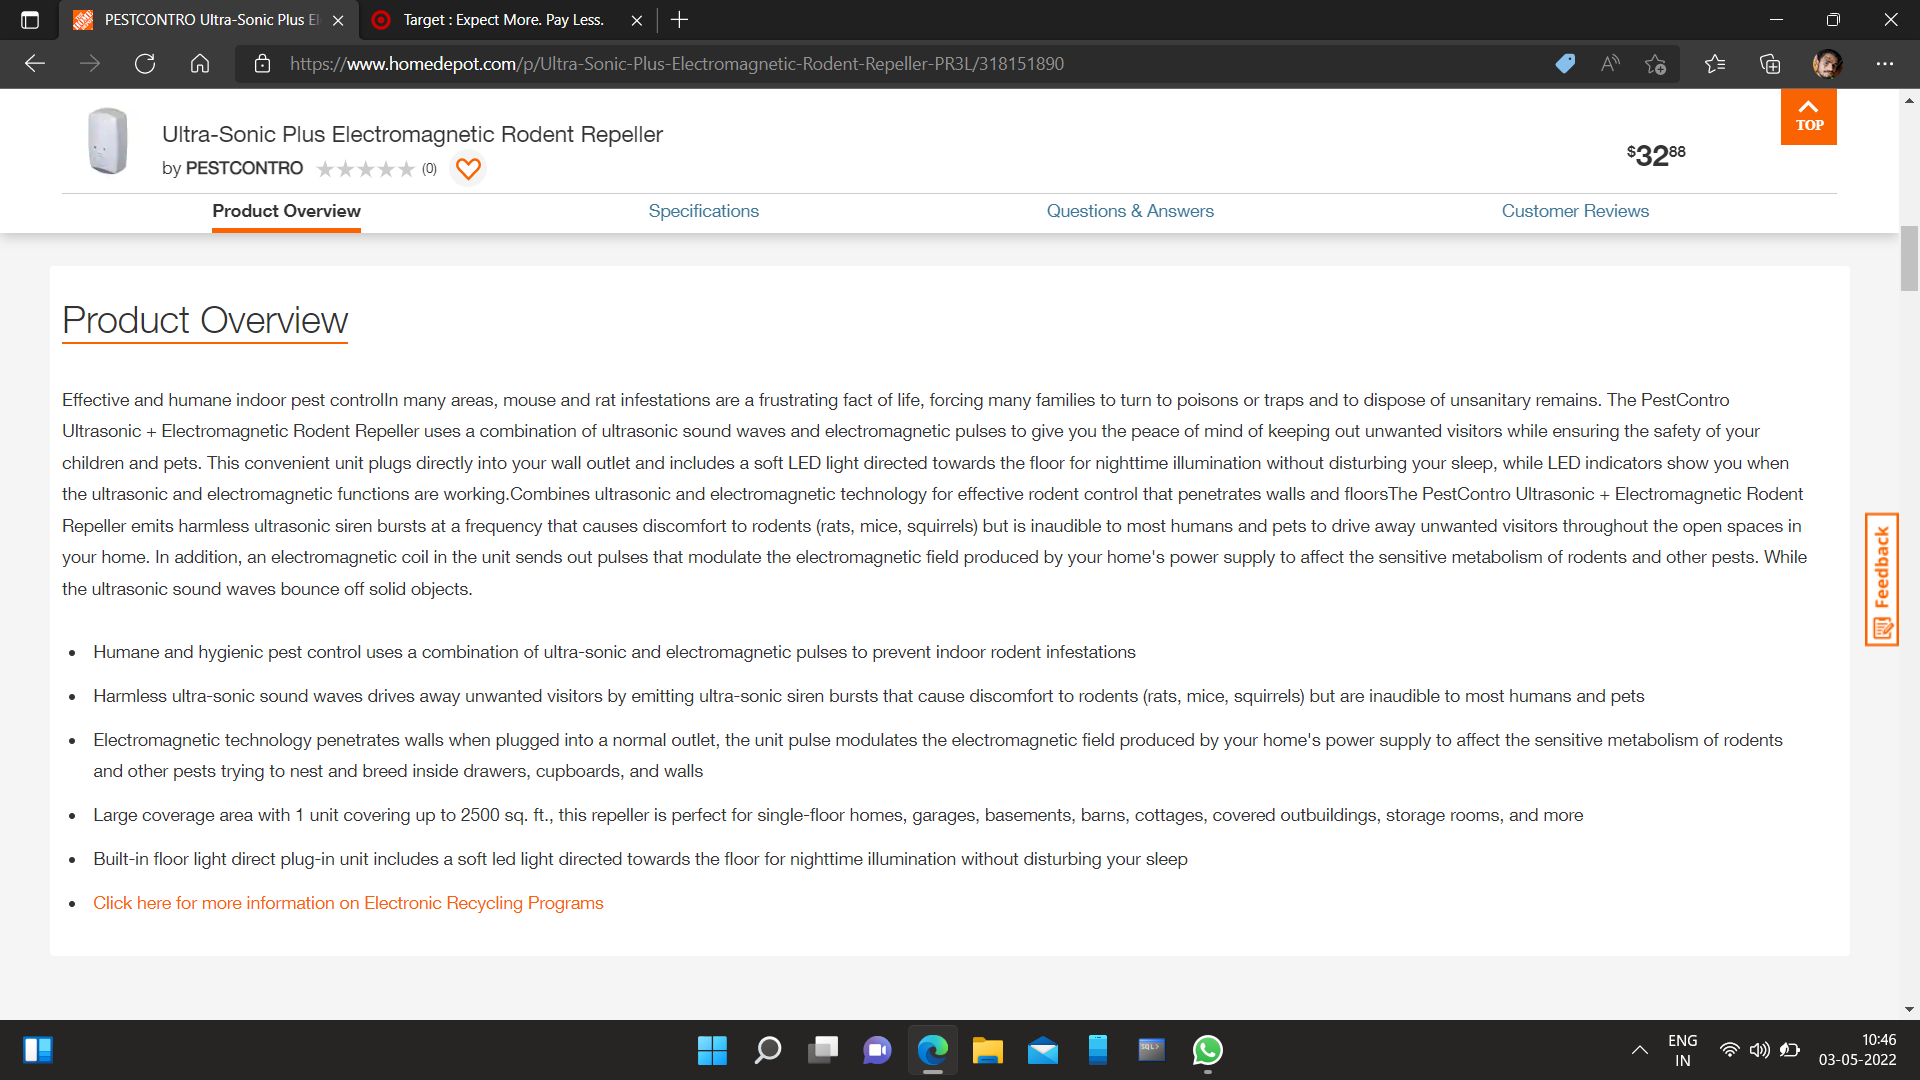 PESTCONTRO Ultra-Sonic Plus El
Target : Expect More. Pay Less.
https://www.homedepot.com/p/Ultra-Sonic-Plus-Electromagnetic-Rodent-Repeller-PR3L/318151890
Ultra-Sonic Plus Electromagnetic Rodent Repeller
by PESTCONTRO (0)
$32 88
TOP
Product Overview Specifications Questions & Answers Customer Reviews
Product Overview
Effective and humane indoor pest controlIn many areas, mouse and rat infestations are a frustrating fact of life, forcing many families to turn to poisons or traps and to dispose of unsanitary remains. The PestContro
Ultrasonic + Electromagnetic Rodent Repeller uses a combination of ultrasonic sound waves and electromagnetic pulses to give you the peace of mind of keeping out unwanted visitors while ensuring the safety of your
children and pets. This convenient unit plugs directly into your wall outlet and includes a soft LED light directed towards the floor for nighttime illumination without disturbing your sleep, while LED indicators show you when
the ultrasonic and electromagnetic functions are working.Combines ultrasonic and electromagnetic technology for effective rodent control that penetrates walls and floorsThe PestContro Ultrasonic + Electromagnetic Rodent
Repeller emits harmless ultrasonic siren bursts at a frequency that causes discomfort to rodents (rats, mice, squirrels) but is inaudible to most humans and pets to drive away unwanted visitors throughout the open spaces in
your home. In addition, an electromagnetic coil in the unit sends out pulses that modulate the electromagnetic field produced by your home's power supply to affect the sensitive metabolism of rodents and other pests. While
the ultrasonic sound waves bounce off solid objects.
• Humane and hygienic pest control uses a combination of ultra-sonic and electromagnetic pulses to prevent indoor rodent infestations
• Harmless ultra-sonic sound waves drives away unwanted visitors by emitting ultra-sonic siren bursts that cause discomfort to rodents (rats, mice, squirrels) but are inaudible to most humans and pets
• Electromagnetic technology penetrates walls when plugged into a normal outlet, the unit pulse modulates the electromagnetic field produced by your home's power supply to affect the sensitive metabolism of rodents
and other pests trying to nest and breed inside drawers, cupboards, and walls
• Large coverage area with 1 unit covering up to 2500 sq. ft., this repeller is perfect for single-floor homes, garages, basements, barns, cottages, covered outbuildings, storage rooms, and more
• Built-in floor light direct plug-in unit includes a soft led light directed towards the floor for nighttime illumination without disturbing your sleep
• Click here for more information on Electronic Recycling Programs
Feedback
SQL>
ENG
IN
10:46
03-05-2022